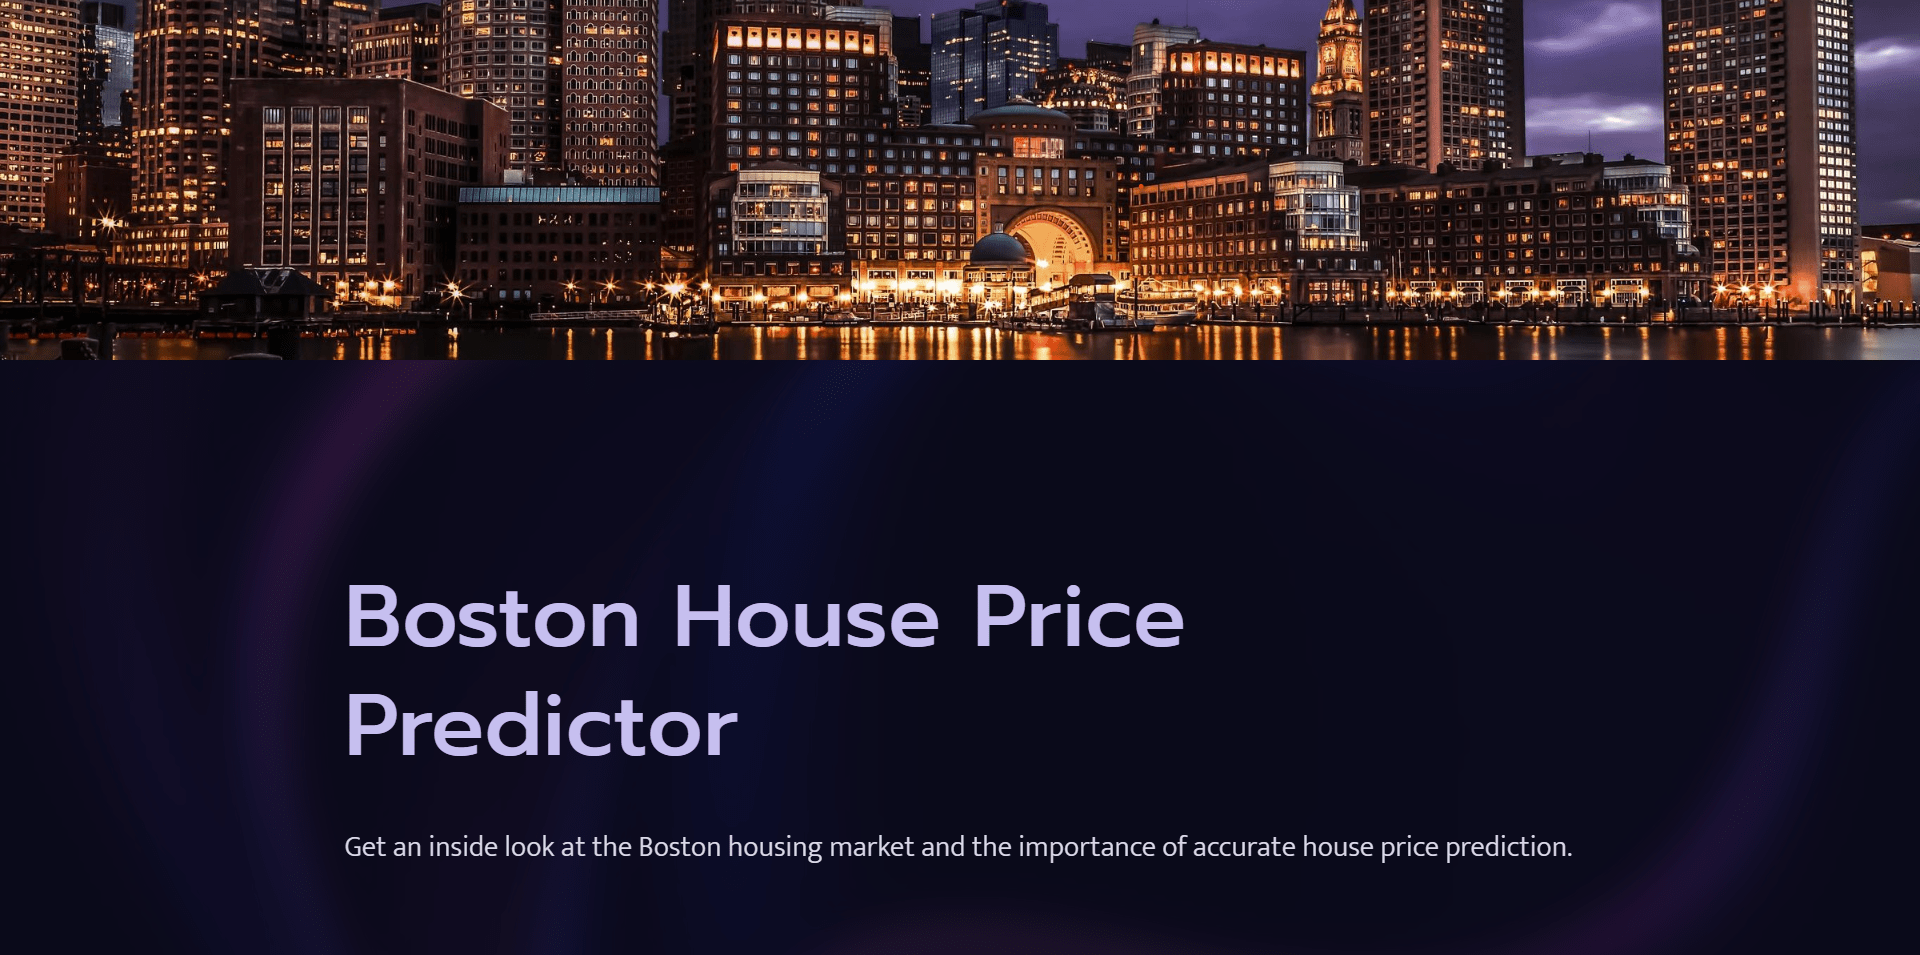 Boston House Price
Predictor
Get an inside look at the Boston housing market and the importance of accurate house price prediction.